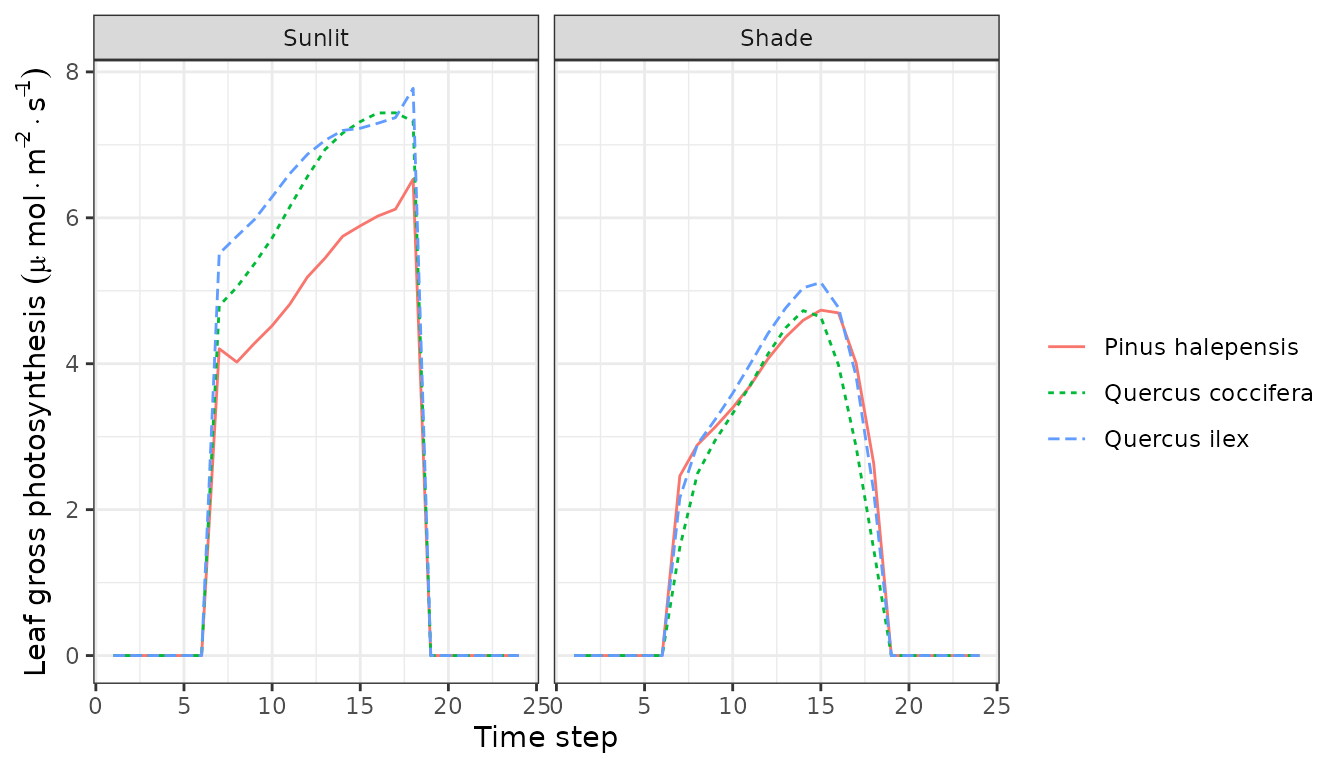 Sunlit Shade
Leaf gross photosynthesis (μ mol · m⁻² · s⁻¹)
8
6
4
2
0
0 5 10 15 20 25 0 5 10 15 20 25
Time step
Pinus halepensis
Quercus coccifera
Quercus ilex